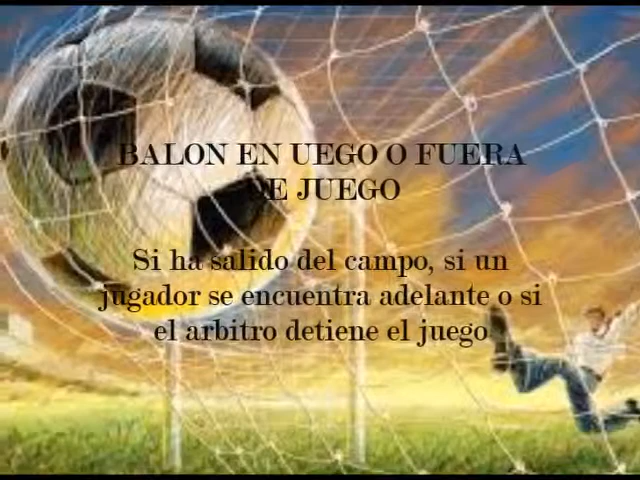 BALON EN UEGO O FUERA
DE JUEGO
Si ha salido del campo, si un
jugador se encuentra adelante o si
el arbitro detiene el juego